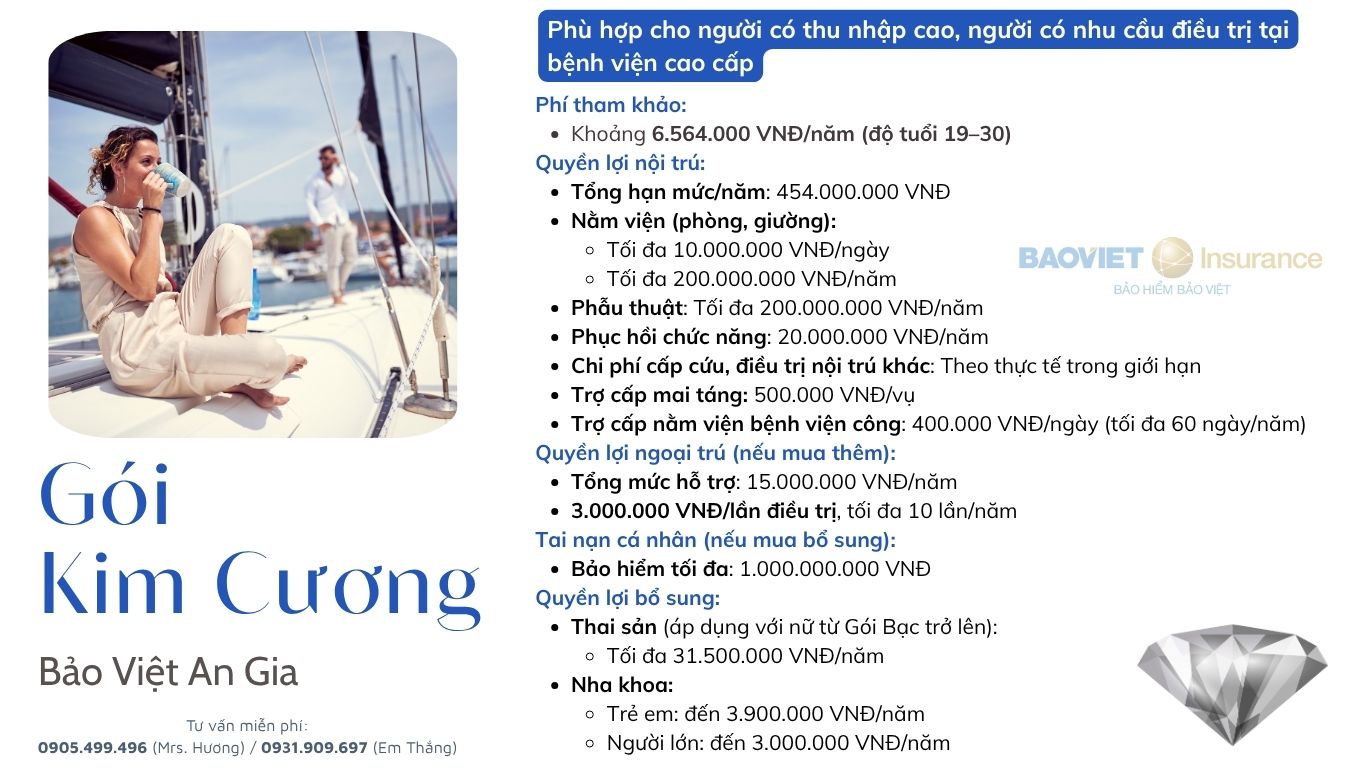 Phù hợp cho người có thu nhập cao, người có nhu cầu điều trị tại
bệnh viện cao cấp
Phí tham khảo:
Khoảng 6.564.000 VNĐ/năm (độ tuổi 19–30)
Quyền lợi nội trú:
Tổng hạn mức/năm: 454.000.000 VNĐ
Nằm viện (phòng, giường):
Tối đa 10.000.000 VNĐ/ngày
Tối đa 200.000.000 VNĐ/năm
Phẫu thuật: Tối đa 200.000.000 VNĐ/năm
Phục hồi chức năng: 20.000.000 VNĐ/năm
Chi phí cấp cứu, điều trị nội trú khác: Theo thực tế trong giới hạn
Trợ cấp mai táng: 500.000 VNĐ/vụ
Trợ cấp nằm viện bệnh viện công: 400.000 VNĐ/ngày (tối đa 60 ngày/năm)
Quyền lợi ngoại trú (nếu mua thêm):
Tổng mức hỗ trợ: 15.000.000 VNĐ/năm
3.000.000 VNĐ/lần điều trị, tối đa 10 lần/năm
Tai nạn cá nhân (nếu mua bổ sung):
Bảo hiểm tối đa: 1.000.000.000 VNĐ
Quyền lợi bổ sung:
Thai sản (áp dụng với nữ từ Gói Bạc trở lên):
Tối đa 31.500.000 VNĐ/năm
Nha khoa:
Trẻ em: đến 3.900.000 VNĐ/năm
Người lớn: đến 3.000.000 VNĐ/năm
BAOVIET Insurance
BẢO HIỂM BẢO VIỆT
Gói
Kim Cương
Bảo Việt An Gia
Tư vấn miễn phí:
0905.499.496 (Mrs. Hương) / 0931.909.697 (Em Thắng)